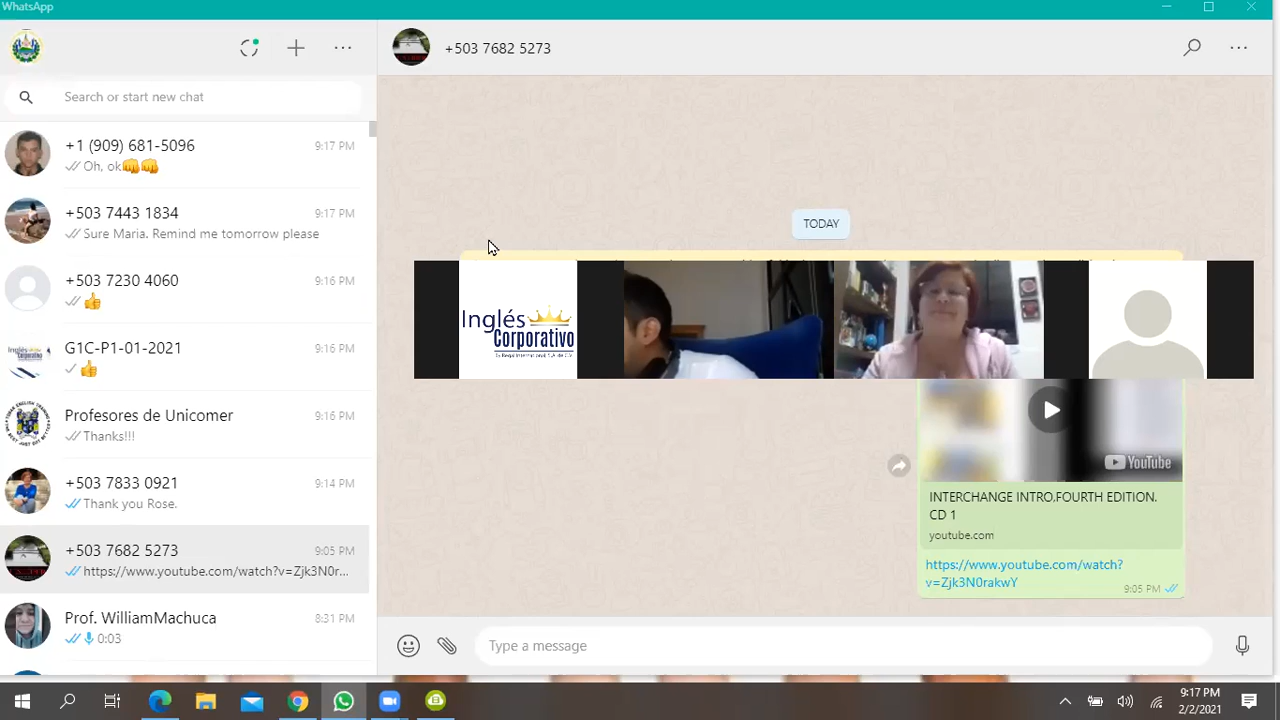 WhatsApp
+503 7682 5273
Search or start new chat
+1 (909) 681-5096
9:17 PM
Oh, ok👊👊
+503 7443 1834
9:17 PM
Sure Maria. Remind me tomorrow please
+503 7230 4060
9:16 PM
👍
G1C-P1-01-2021
9:16 PM
👍
Profesores de Unicomer
9:16 PM
Thanks!!!
+503 7833 0921
9:14 PM
Thank you Rose.
+503 7682 5273
9:05 PM
https://www.youtube.com/watch?v=Zjk3N0r...
Prof. WilliamMachuca
8:31 PM
0:03
TODAY
Inglés
Corporativo
YouTube
INTERCHANGE INTRO,FOURTH EDITION.
CD 1
youtube.com
https://www.youtube.com/watch?
v=Zjk3N0rakwY
9:05 PM
Type a message
9:17 PM
2/2/2021